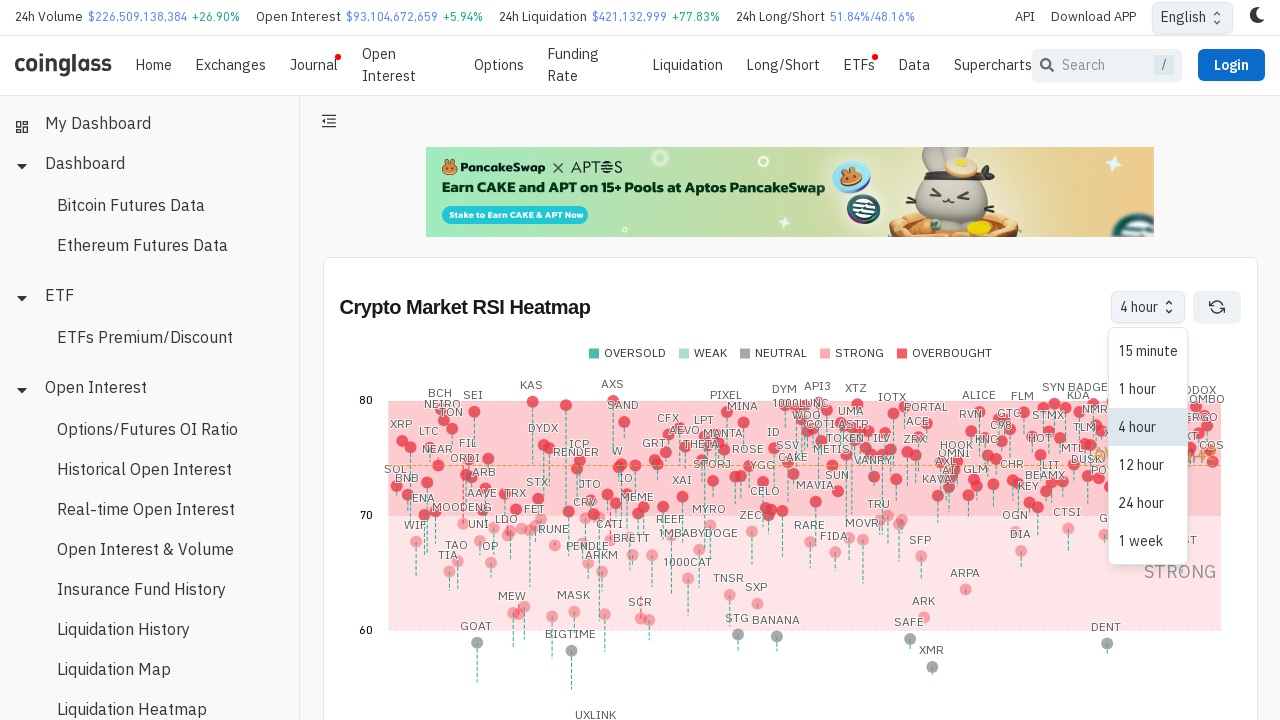 24h Volume $226,509,138,384 +26.90% Open Interest $93,104,672,659 +5.94% 24h Liquidation $421,132,999 +77.83% 24h Long/Short 51.84%/48.16% API Download APP English
coinglass Home Exchanges Journal Open Interest Options Funding Rate Liquidation Long/Short ETFs Data Supercharts Search / Login
My Dashboard
Dashboard
Bitcoin Futures Data
Ethereum Futures Data
ETF
ETFs Premium/Discount
Open Interest
Options/Futures OI Ratio
Historical Open Interest
Real-time Open Interest
Open Interest & Volume
Insurance Fund History
Liquidation History
Liquidation Map
Liquidation Heatmap
PancakeSwap X APTOS
Earn CAKE and APT on 15+ Pools at Aptos PancakeSwap
Stake to Earn CAKE & APT Now
Crypto Market RSI Heatmap
4 hour
15 minute
1 hour
4 hour
12 hour
24 hour
1 week
OVERSOLD WEAK NEUTRAL STRONG OVERBOUGHT
80
70
60
BCH SEI KAS AXS PIXEL DYM API3 XTZ IOTX ALICE FLM SYN BADGE
NEIRO TON SAND MINA 1000LUNC UMA PORTAL RVN GTC STMX KDA NMR
XRP LTC DYDX CFX LPT WOO COTI ASTR ACE C98 TLM
NEAR FIL ICP RENDER W GRT AEVO THETA MANTA ROSE ID SSV METIS TOKEN ILV ZRX HOOK KNC HOT MTL
SOL BNB ORDI ARB STORJ YGG CAKE SUN VANRY OMNI AXL AI GLM CHR LIT DUSK
ENA AAVE TRX STX JTO IO XAI CELO MAVIA KAVA KEY BEAMX COS
MOODENG CRV MEME MYRO ZEC TRU OGN CTSI
WIF UNI LDO FET RUNE CATI REEF RARE MOVR
TAO TIA OP PENDLE ARKM BRETT 1MBABYDOGE FIDA SFP DIA
1000CAT TNSR SXP ARPA STRONG
MEW MASK SCR ARK
GOAT BIGTIME STG BANANA SAFE DENT
XMR
UXLINK